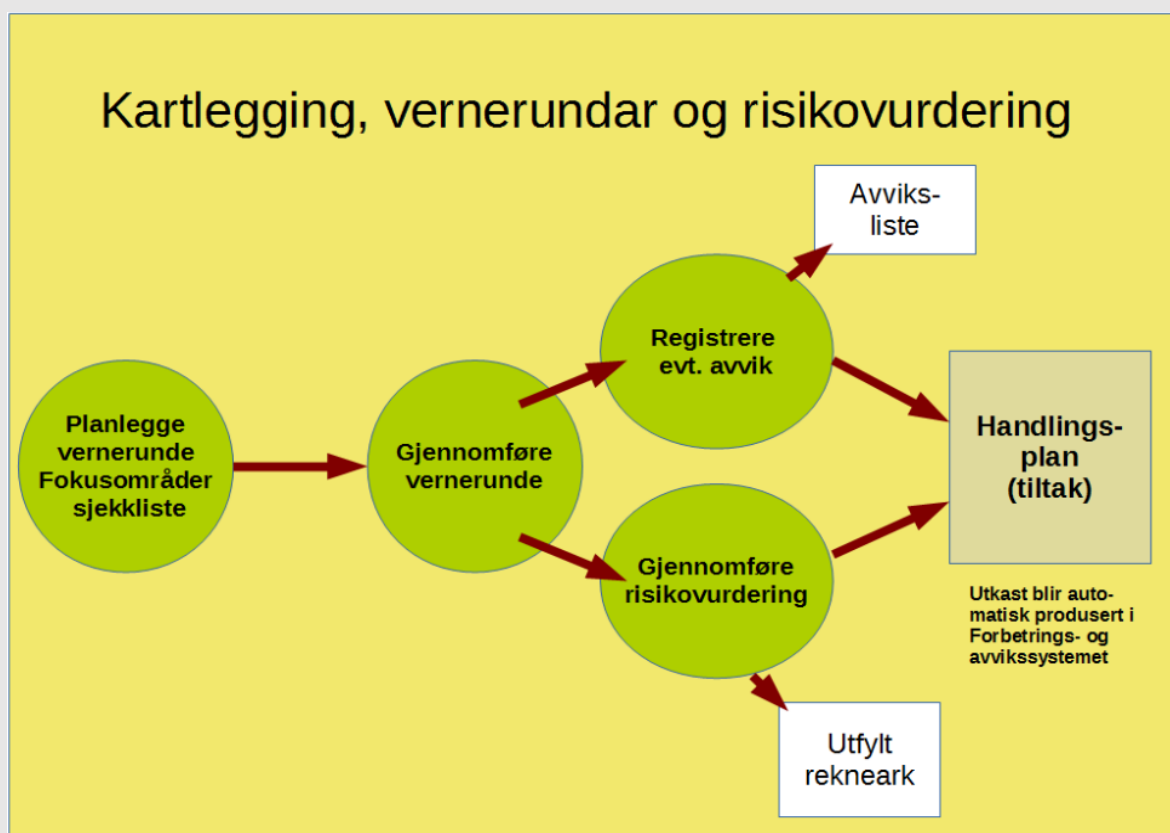 Kartlegging, vernerundar og risikovurdering
Planlegge
vernerunde
Fokusområder
sjekkliste
Gjennomføre
vernerunde
Registrere
evt. avvik
Avviks-
liste
Gjennomføre
risikovurdering
Utfylt
rekneark
Handlings-
plan
(tiltak)
Utkast blir auto-
matisk produsert i
Forbetrings- og
avvikssystemet